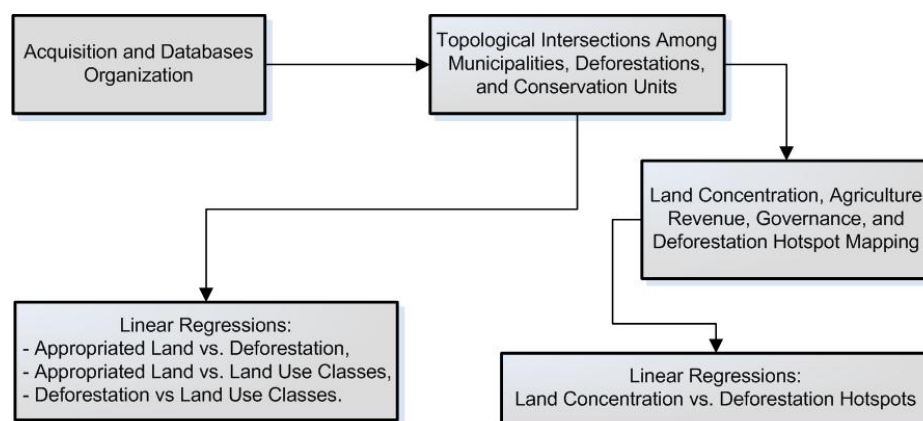 Acquisition and Databases
Organization
Topological Intersections Among
Municipalities, Deforestations,
and Conservation Units
Land Concentration, Agriculture
Revenue, Governance, and
Deforestation Hotspot Mapping
Linear Regressions:
- Appropriated Land vs. Deforestation,
- Appropriated Land vs. Land Use Classes,
- Deforestation vs Land Use Classes.
Linear Regressions:
Land Concentration vs. Deforestation Hotspots